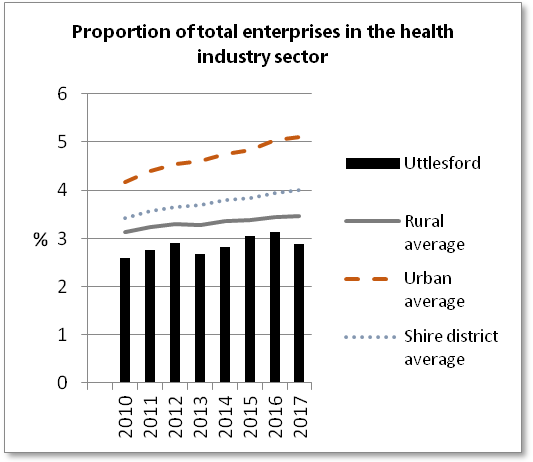 Proportion of total enterprises in the health
industry sector
6
5
4
3
2
1
0
%
2010
2011
2012
2013
2014
2015
2016
2017
Uttlesford
Rural
average
Urban
average
Shire district
average